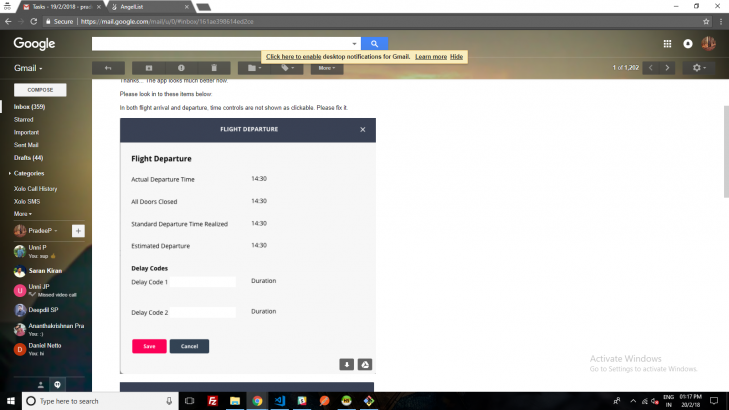 Tasks - 19/2/2018 - prad
AngelList
Secure
https://mail.google.com/mail/u/0/#inbox/161ae399614ed2ce
Google
Click here to enable desktop notifications for Gmail. Learn more Hide
Gmail
More
1 of 1,262
COMPOSE
Inbox (359)
Starred
Important
Sent Mail
Drafts (44)
Categories
Xolo Call History
Xolo SMS
More
PradeeP
Unni P
You: sup
Saran Kiran
Unni JP
Missed video call
Deepdil SP
Ananthakrishnan Pra
You: :)
Daniel Netto
You: hi
Thanks... The app looks much better now.
Please look in to these items below:
In both flight arrival and departure, time controls are not shown as clickable. Please fix it.
FLIGHT DEPARTURE
Flight Departure
Actual Departure Time 14:30
All Doors Closed 14:30
Standard Departure Time Realized 14:30
Estimated Departure 14:30
Delay Codes
Delay Code 1 Duration
Delay Code 2 Duration
Save Cancel
Activate Windows
Go to Settings to activate Windows.
Type here to search
ENG
IN
01:17 PM
20/2/18